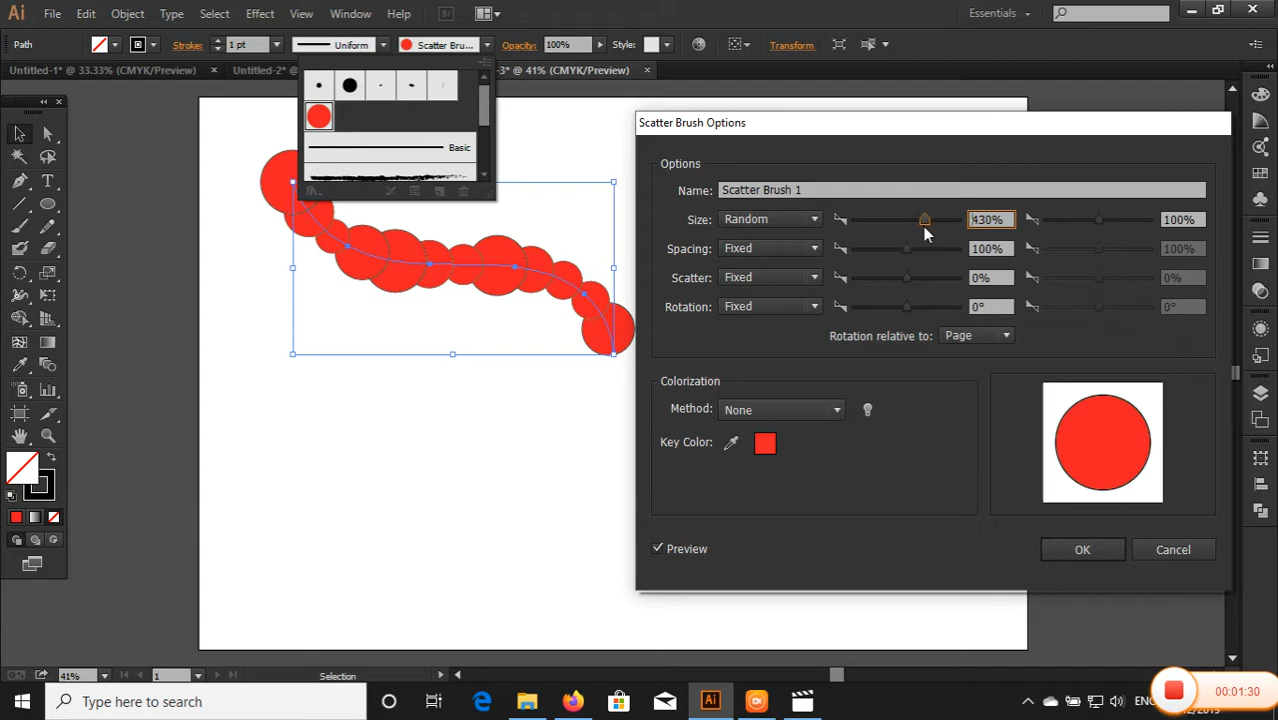 Ai File Edit Object Type Select Effect View Window Help Br Essentials
Path Stroke: 1 pt Uniform Scatter Bru... Opacity: 100% Style: Transform
Untitled-1* @ 33.33% (CMYK/Preview) × Untitled-2* @ -3* @ 41% (CMYK/Preview) ×
Basic
Scatter Brush Options
Options
Name: Scatter Brush 1
Size: Random 430% 100%
Spacing: Fixed 100% 100%
Scatter: Fixed 0% 0%
Rotation: Fixed 0° 0°
Rotation relative to: Page
Colorization
Method: None
Key Color:
Preview OK Cancel
41% 1 Selection
Type here to search Ai ENG 00:01:30